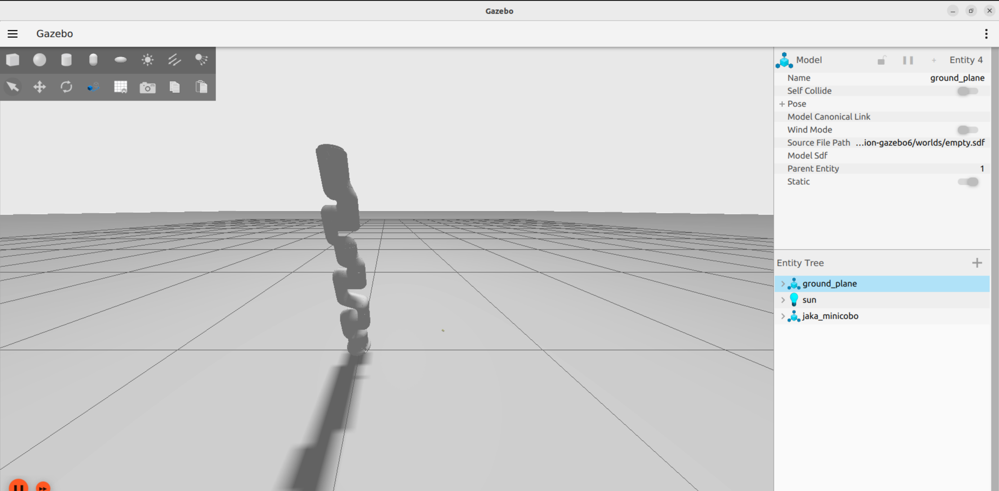 Gazebo
Gazebo
Model
Entity 4
Name ground_plane
Self Collide
Pose
Model Canonical Link
Wind Mode
Source File Path ...ion-gazebo6/worlds/empty.sdf
Model Sdf
Parent Entity 1
Static
Entity Tree
ground_plane
sun
jaka_minicobo